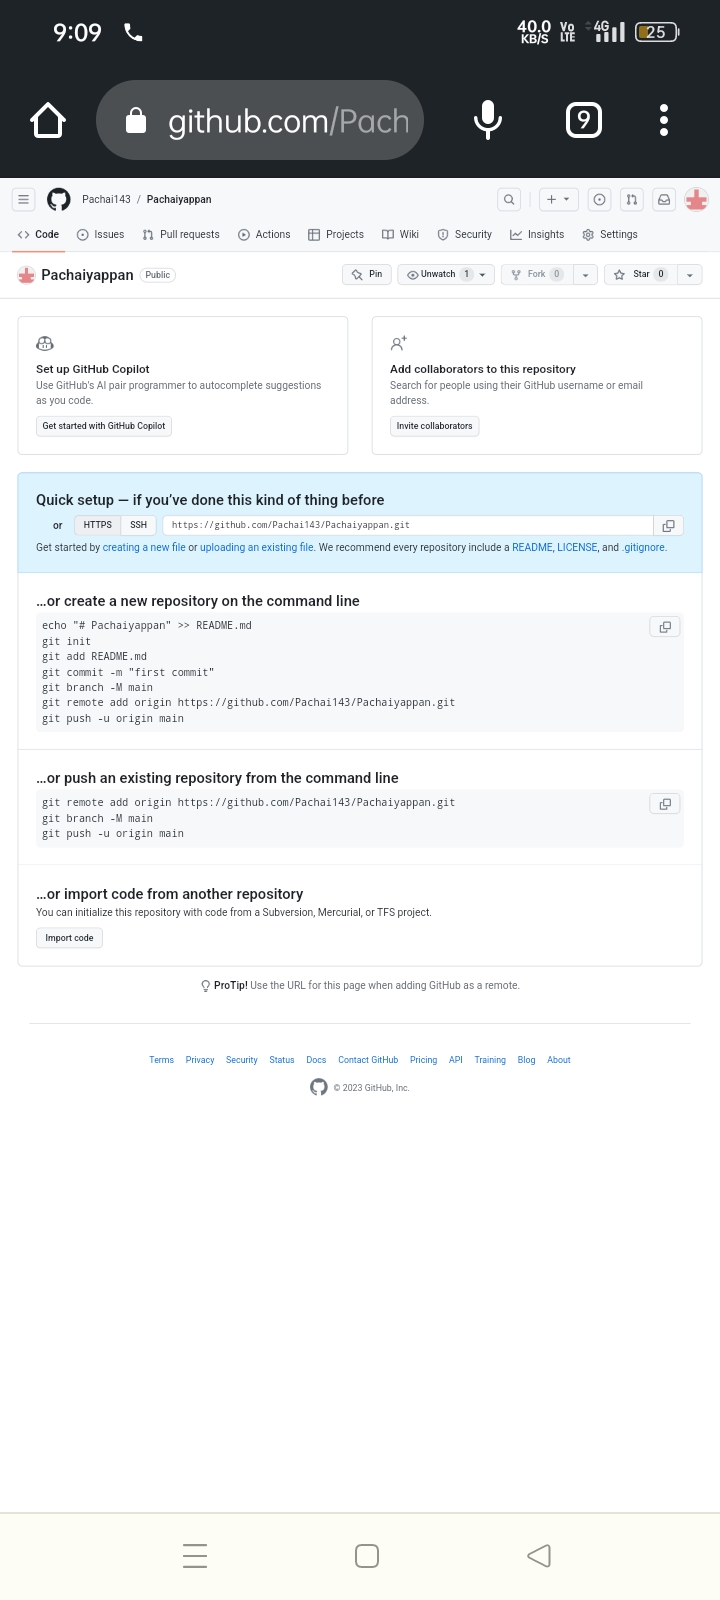 9:09 40.0 KB/S Vo LTE 4G 25
github.com/Pach 9
Pachai143 / Pachaiyappan
Code Issues Pull requests Actions Projects Wiki Security Insights Settings
Pachaiyappan Public Pin Unwatch 1 Fork 0 Star 0
Set up GitHub Copilot
Use GitHub's AI pair programmer to autocomplete suggestions
as you code.
Get started with GitHub Copilot
Add collaborators to this repository
Search for people using their GitHub username or email
address.
Invite collaborators
Quick setup — if you’ve done this kind of thing before
or HTTPS SSH https://github.com/Pachai143/Pachaiyappan.git
Get started by creating a new file or uploading an existing file. We recommend every repository include a README, LICENSE, and .gitignore.
…or create a new repository on the command line
echo "# Pachaiyappan" >> README.md
git init
git add README.md
git commit -m "first commit"
git branch -M main
git remote add origin https://github.com/Pachai143/Pachaiyappan.git
git push -u origin main
…or push an existing repository from the command line
git remote add origin https://github.com/Pachai143/Pachaiyappan.git
git branch -M main
git push -u origin main
…or import code from another repository
You can initialize this repository with code from a Subversion, Mercurial, or TFS project.
Import code
ProTip! Use the URL for this page when adding GitHub as a remote.
Terms Privacy Security Status Docs Contact GitHub Pricing API Training Blog About
© 2023 GitHub, Inc.